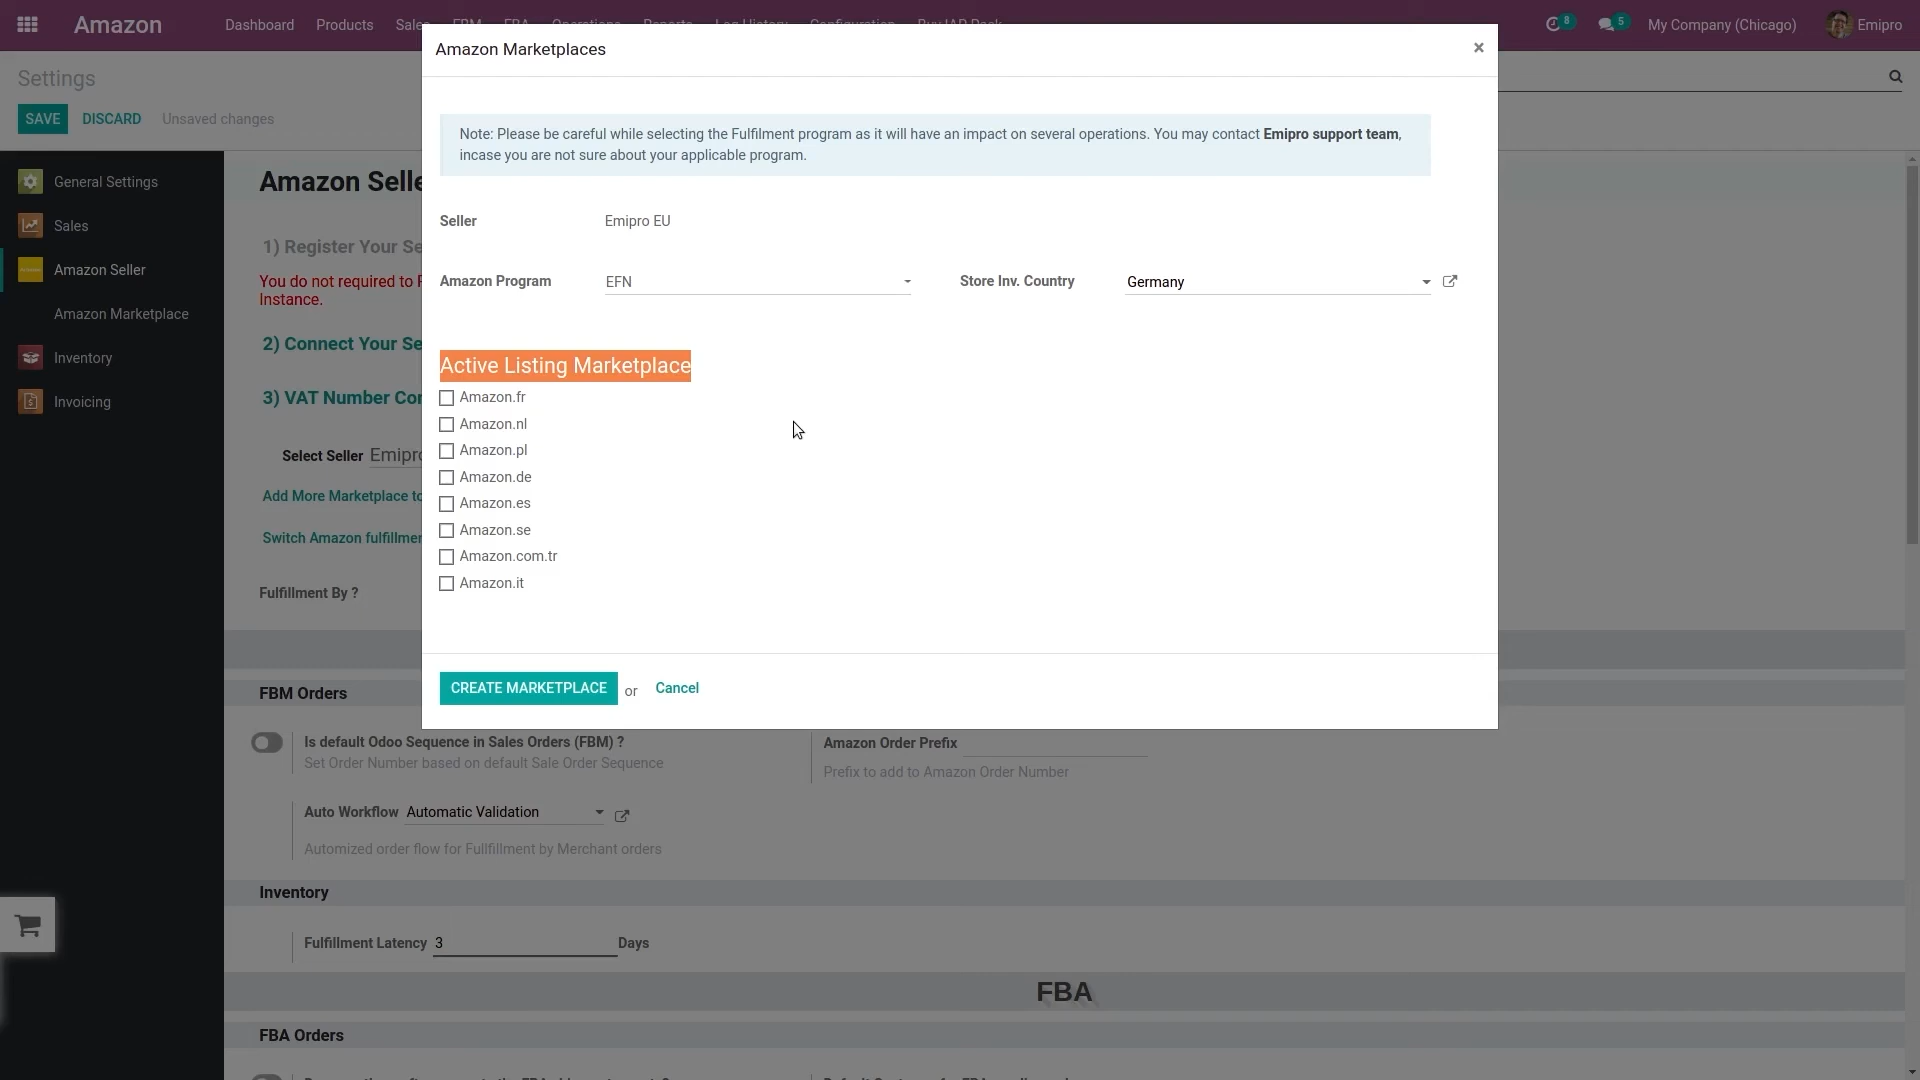 Amazon
Dashboard
Products
Sales
FBM
FBA
Operations
Reports
Log History
Configuration
8
5
My Company (Chicago)
Emipro
Settings
SAVE
DISCARD
Unsaved changes
General Settings
Sales
Amazon Seller
Amazon Marketplace
Inventory
Invoicing
Amazon Selle
1) Register Your Se
You do not required to
Instance.
2) Connect Your Se
3) VAT Number Co
Select Seller
Emipro
Add More Marketplace to
Switch Amazon fulfillmen
Fulfillment By ?
Amazon Marketplaces
×
Note: Please be careful while selecting the Fulfilment program as it will have an impact on several operations. You may contact Emipro support team,
incase you are not sure about your applicable program.
Seller
Emipro EU
Amazon Program
EFN
Store Inv. Country
Germany
Active Listing Marketplace
Amazon.fr
Amazon.nl
Amazon.pl
Amazon.de
Amazon.es
Amazon.se
Amazon.com.tr
Amazon.it
CREATE MARKETPLACE
or
Cancel
FBM Orders
Is default Odoo Sequence in Sales Orders (FBM) ?
Set Order Number based on default Sale Order Sequence
Amazon Order Prefix
Prefix to add to Amazon Order Number
Auto Workflow
Automatic Validation
Automized order flow for Fullfillment by Merchant orders
Inventory
Fulfillment Latency
3
Days
FBA
FBA Orders